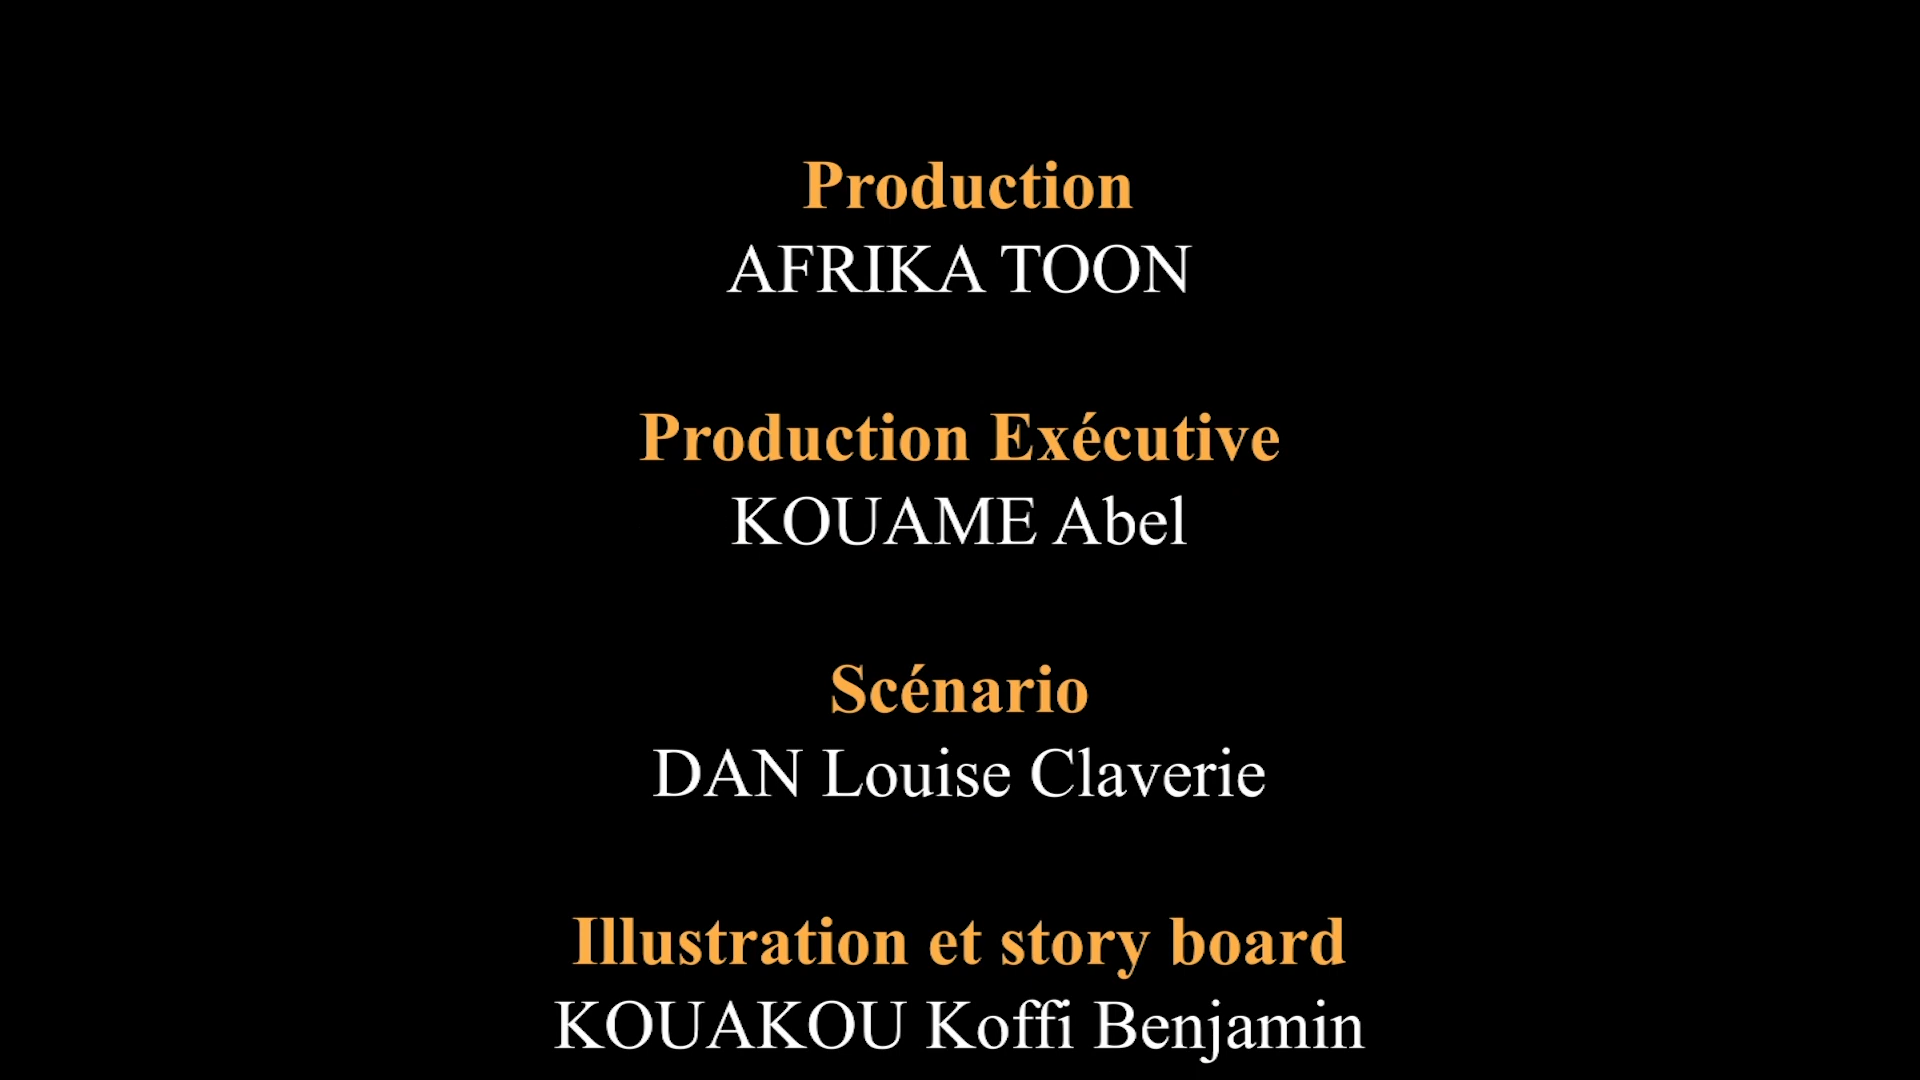 Production
AFRIKA TOON
Production Exécutive
KOUAME Abel
Scénario
DAN Louise Claverie
Illustration et story board
KOUAKOU Koffi Benjamin